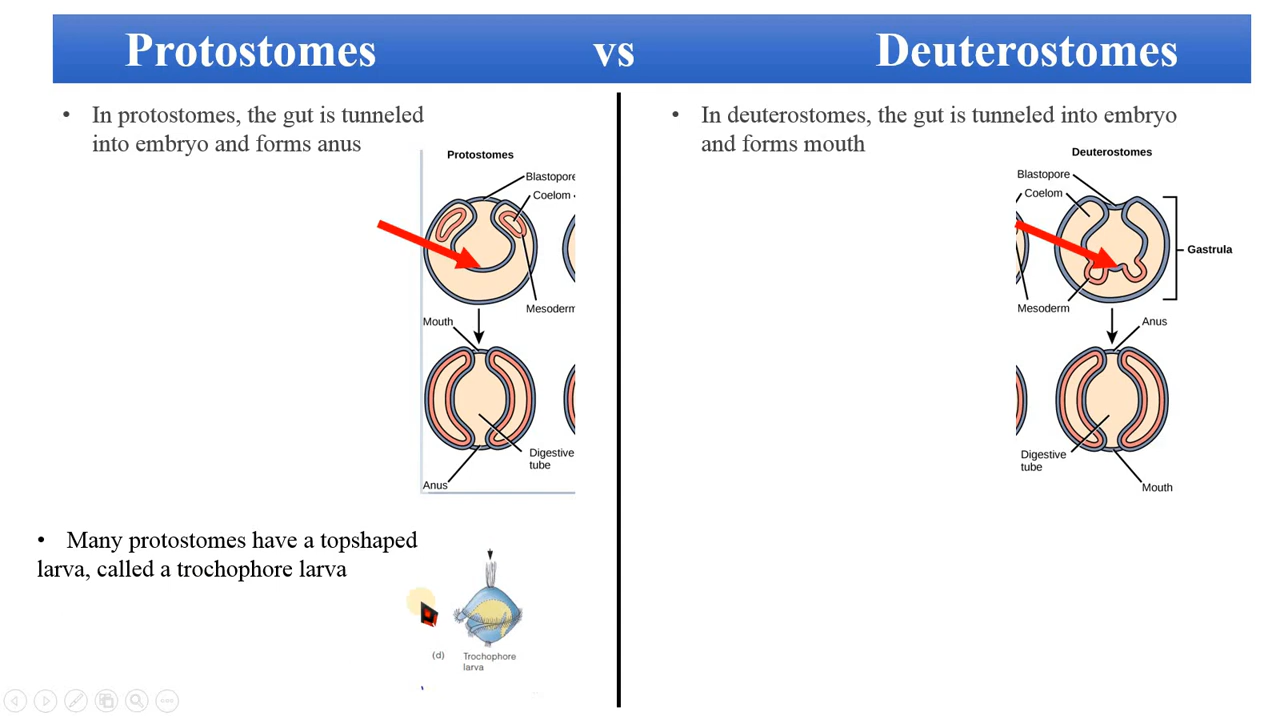 Protostomes vs Deuterostomes
• In protostomes, the gut is tunneled
into embryo and forms anus
Protostomes
Blastopore
Coelom
Mesoderm
Mouth
Digestive
tube
Anus
• Many protostomes have a topshaped
larva, called a trochophore larva
(d) Trochophore
larva
• In deuterostomes, the gut is tunneled into embryo
and forms mouth
Deuterostomes
Blastopore
Coelom
Gastrula
Mesoderm
Anus
Digestive
tube
Mouth